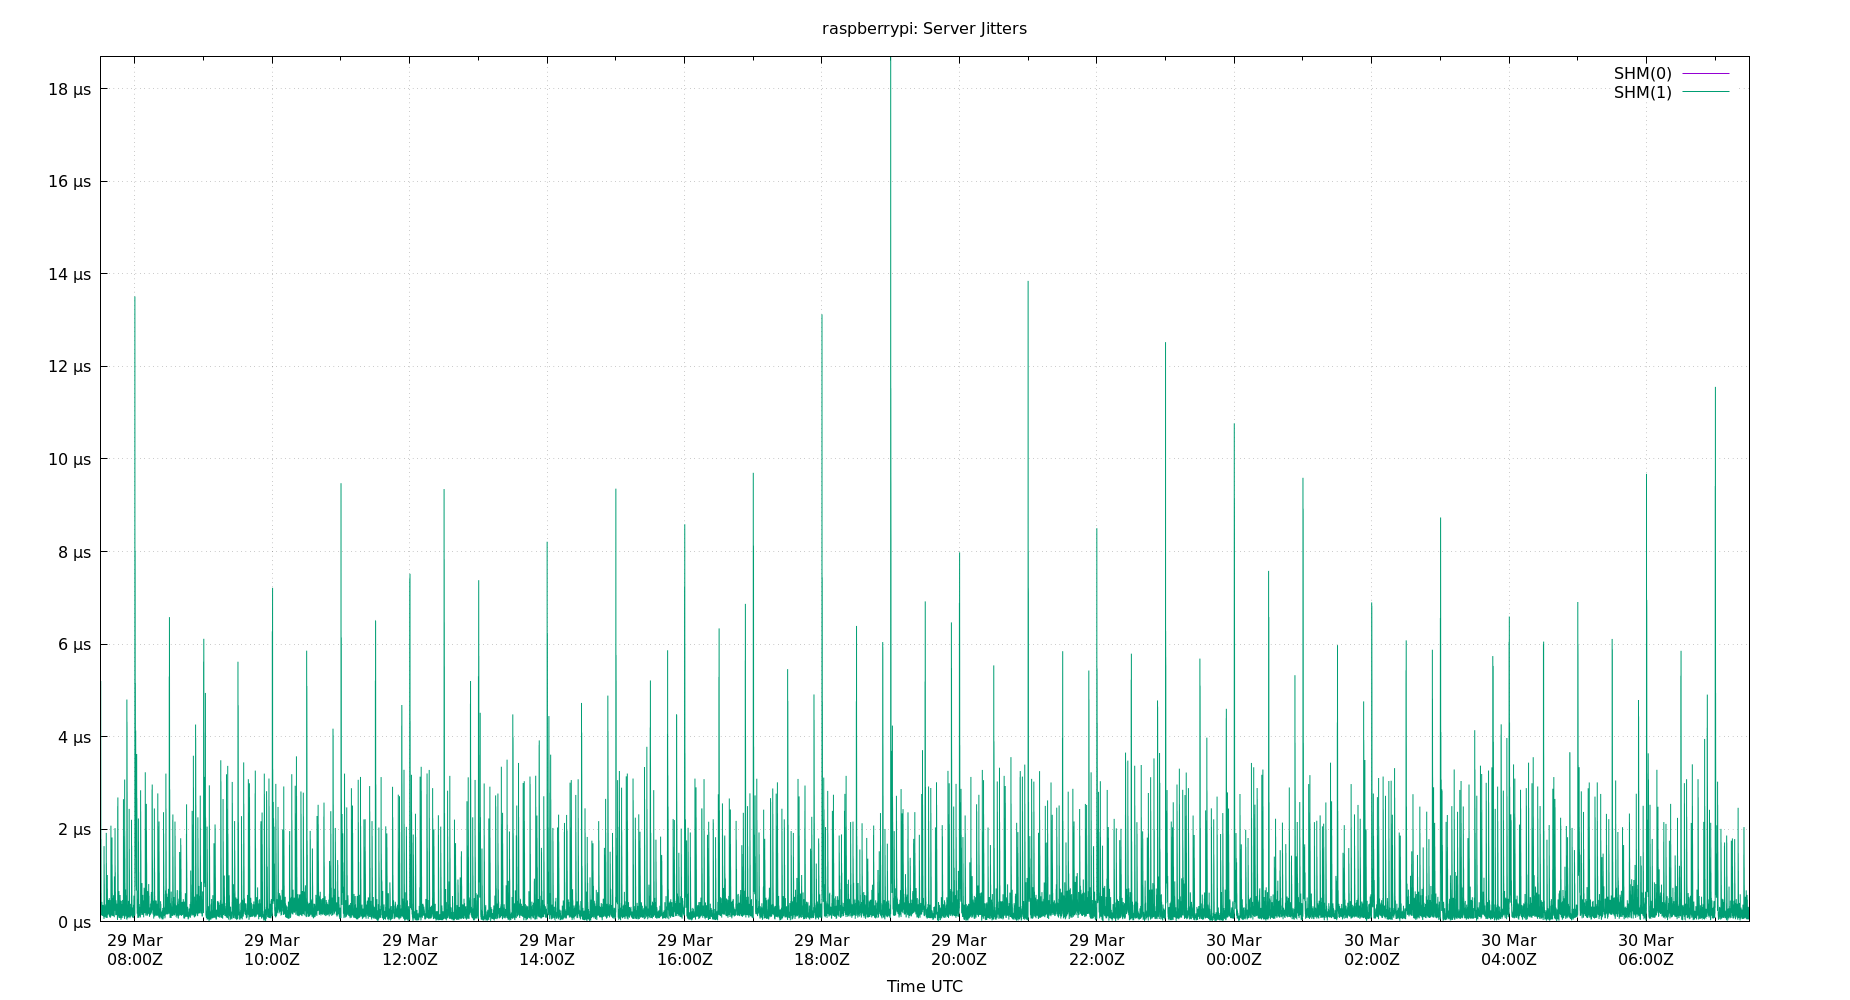 raspberrypi: Server Jitters
SHM(0)
SHM(1)
18 µs
16 µs
14 µs
12 µs
10 µs
8 µs
6 µs
4 µs
2 µs
0 µs
29 Mar 29 Mar 29 Mar 29 Mar 29 Mar 29 Mar 29 Mar 29 Mar 30 Mar 30 Mar 30 Mar 30 Mar
08:00Z 10:00Z 12:00Z 14:00Z 16:00Z 18:00Z 20:00Z 22:00Z 00:00Z 02:00Z 04:00Z 06:00Z
Time UTC